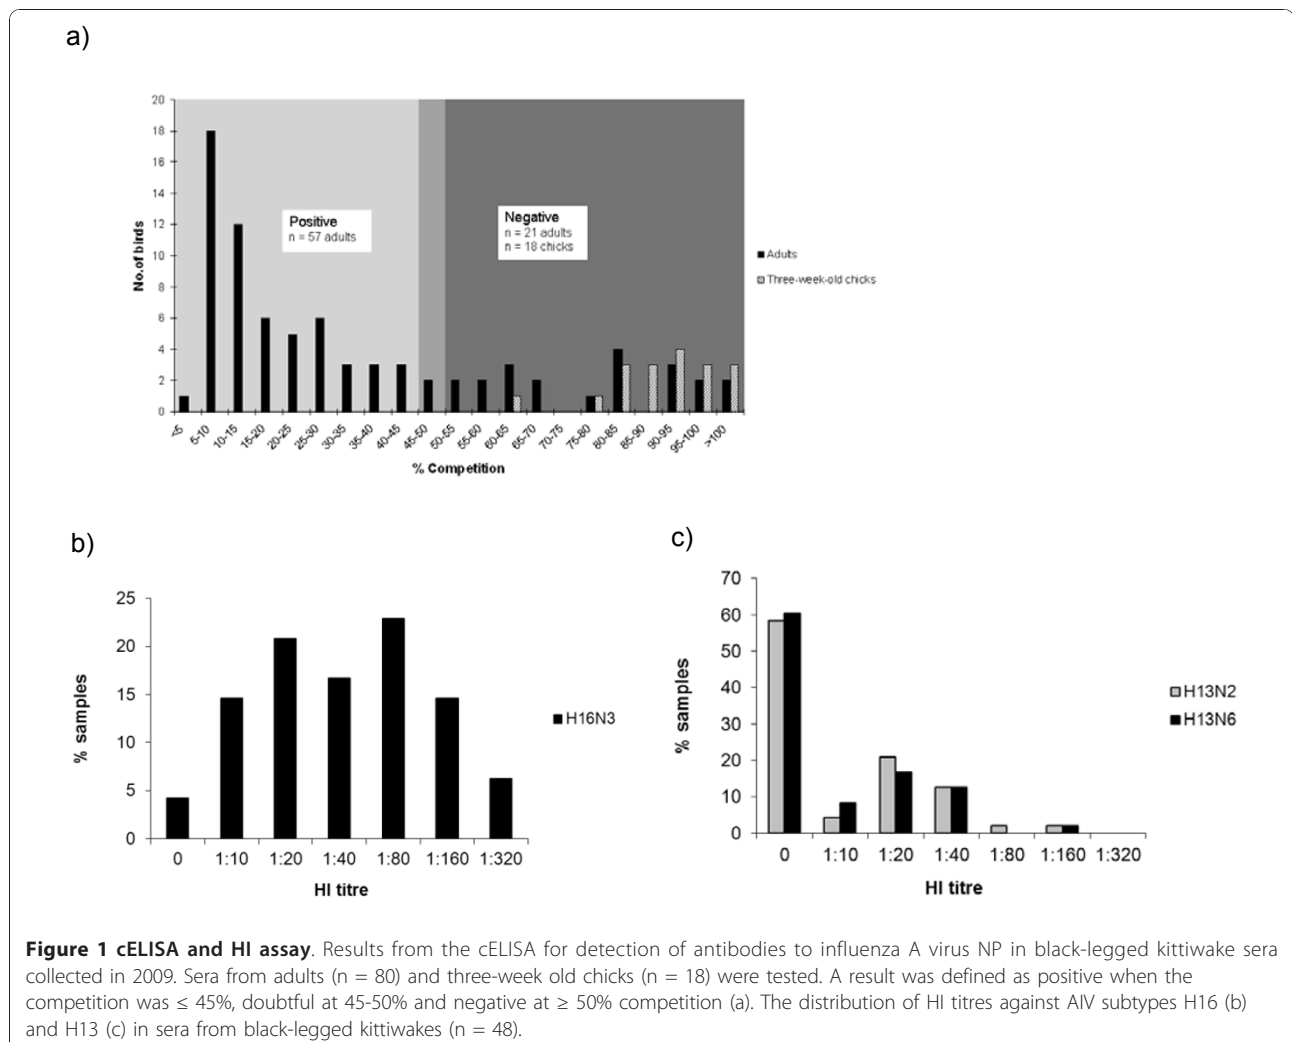 a)
20
18
16
14
12
10
8
6
4
2
0
No.of birds
Positive
n = 57 adults
Negative
n = 21 adults
n = 18 chicks
Adults
Three-week-old chicks
<5 5-10 10-15 15-20 20-25 25-30 30-35 35-40 40-45 45-50 50-55 55-60 60-65 65-70 70-75 75-80 80-85 85-90 90-95 95-100 >100
% Competition
b)
25
20
15
10
5
0
% samples
H16N3
0 1:10 1:20 1:40 1:80 1:160 1:320
HI titre
c)
70
60
50
40
30
20
10
0
% samples
H13N2
H13N6
0 1:10 1:20 1:40 1:80 1:160 1:320
HI titre
Figure 1 cELISA and HI assay. Results from the cELISA for detection of antibodies to influenza A virus NP in black-legged kittiwake sera
collected in 2009. Sera from adults (n = 80) and three-week old chicks (n = 18) were tested. A result was defined as positive when the
competition was ≤ 45%, doubtful at 45-50% and negative at ≥ 50% competition (a). The distribution of HI titres against AIV subtypes H16 (b)
and H13 (c) in sera from black-legged kittiwakes (n = 48).